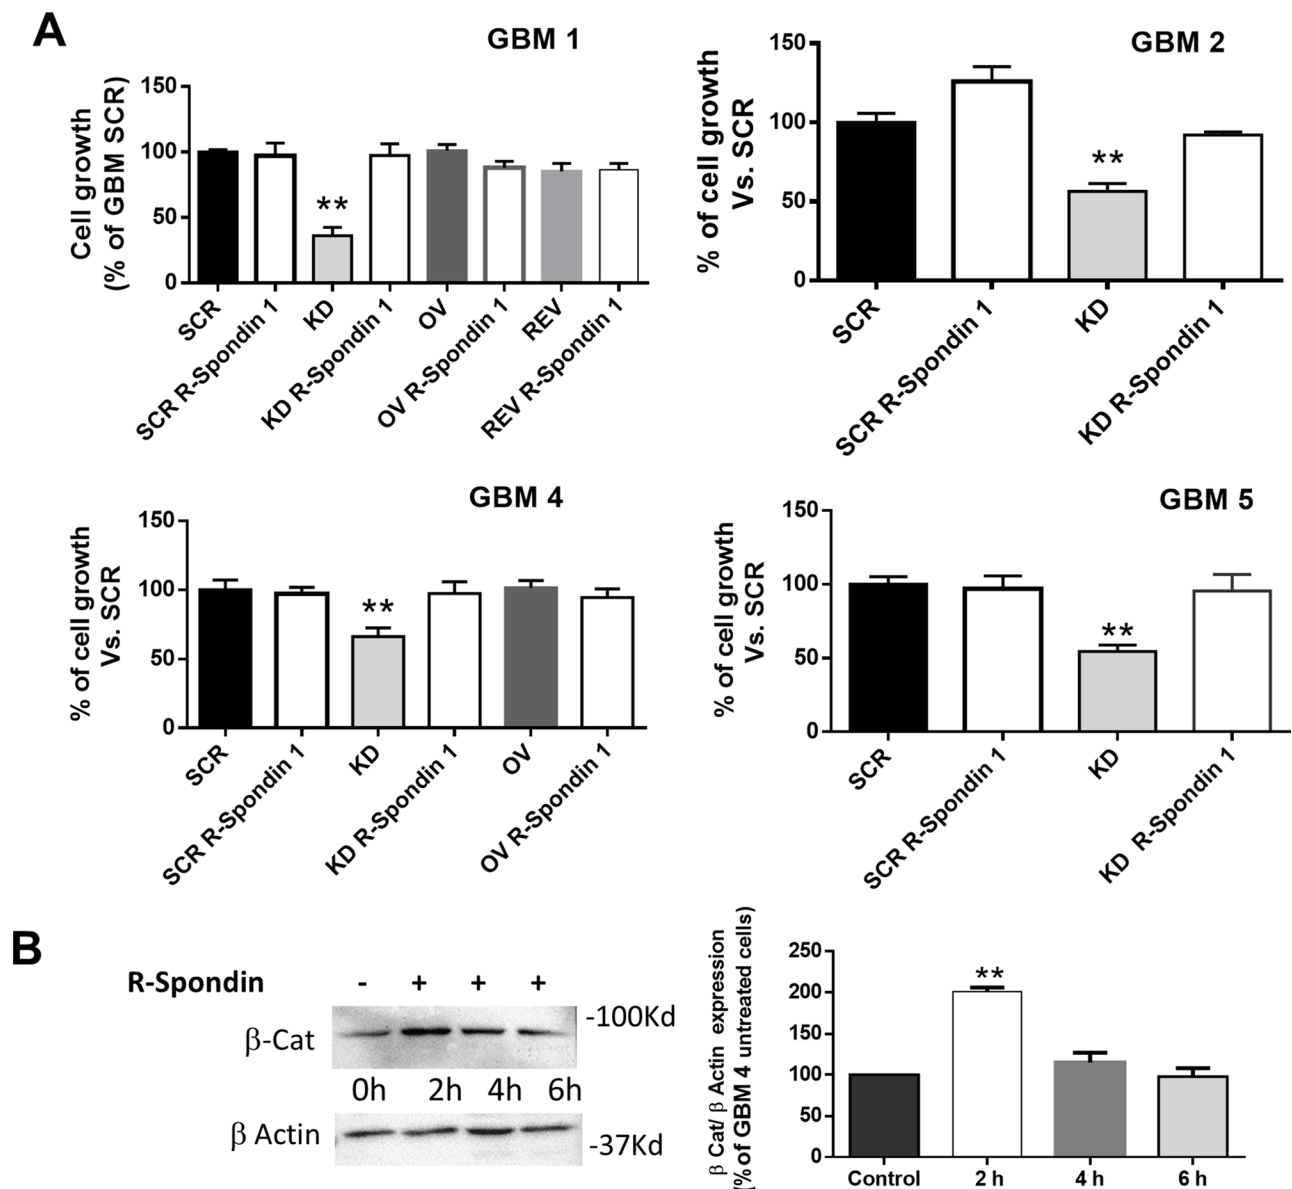 A
GBM 1
Cell growth
(% of GBM SCR)
150
100
50
0
**
SCR
SCR R-Spondin 1
KD
KD R-Spondin 1
OV
OV R-Spondin 1
REV
REV R-Spondin 1
GBM 2
% of cell growth
Vs. SCR
150
100
50
0
**
SCR
SCR R-Spondin 1
KD
KD R-Spondin 1
GBM 4
% of cell growth
Vs. SCR
150
100
50
0
**
SCR
SCR R-Spondin 1
KD
KD R-Spondin 1
OV
OV R-Spondin 1
GBM 5
% of cell growth
Vs. SCR
150
100
50
0
**
SCR
SCR R-Spondin 1
KD
KD R-Spondin 1
B
R-Spondin - + + +
-100Kd
β-Cat
0h 2h 4h 6h
β Actin
-37Kd
β Cat/ β Actin expression
(% of GBM 4 untreated cells)
250
200
150
100
50
0
**
Control 2 h 4 h 6 h